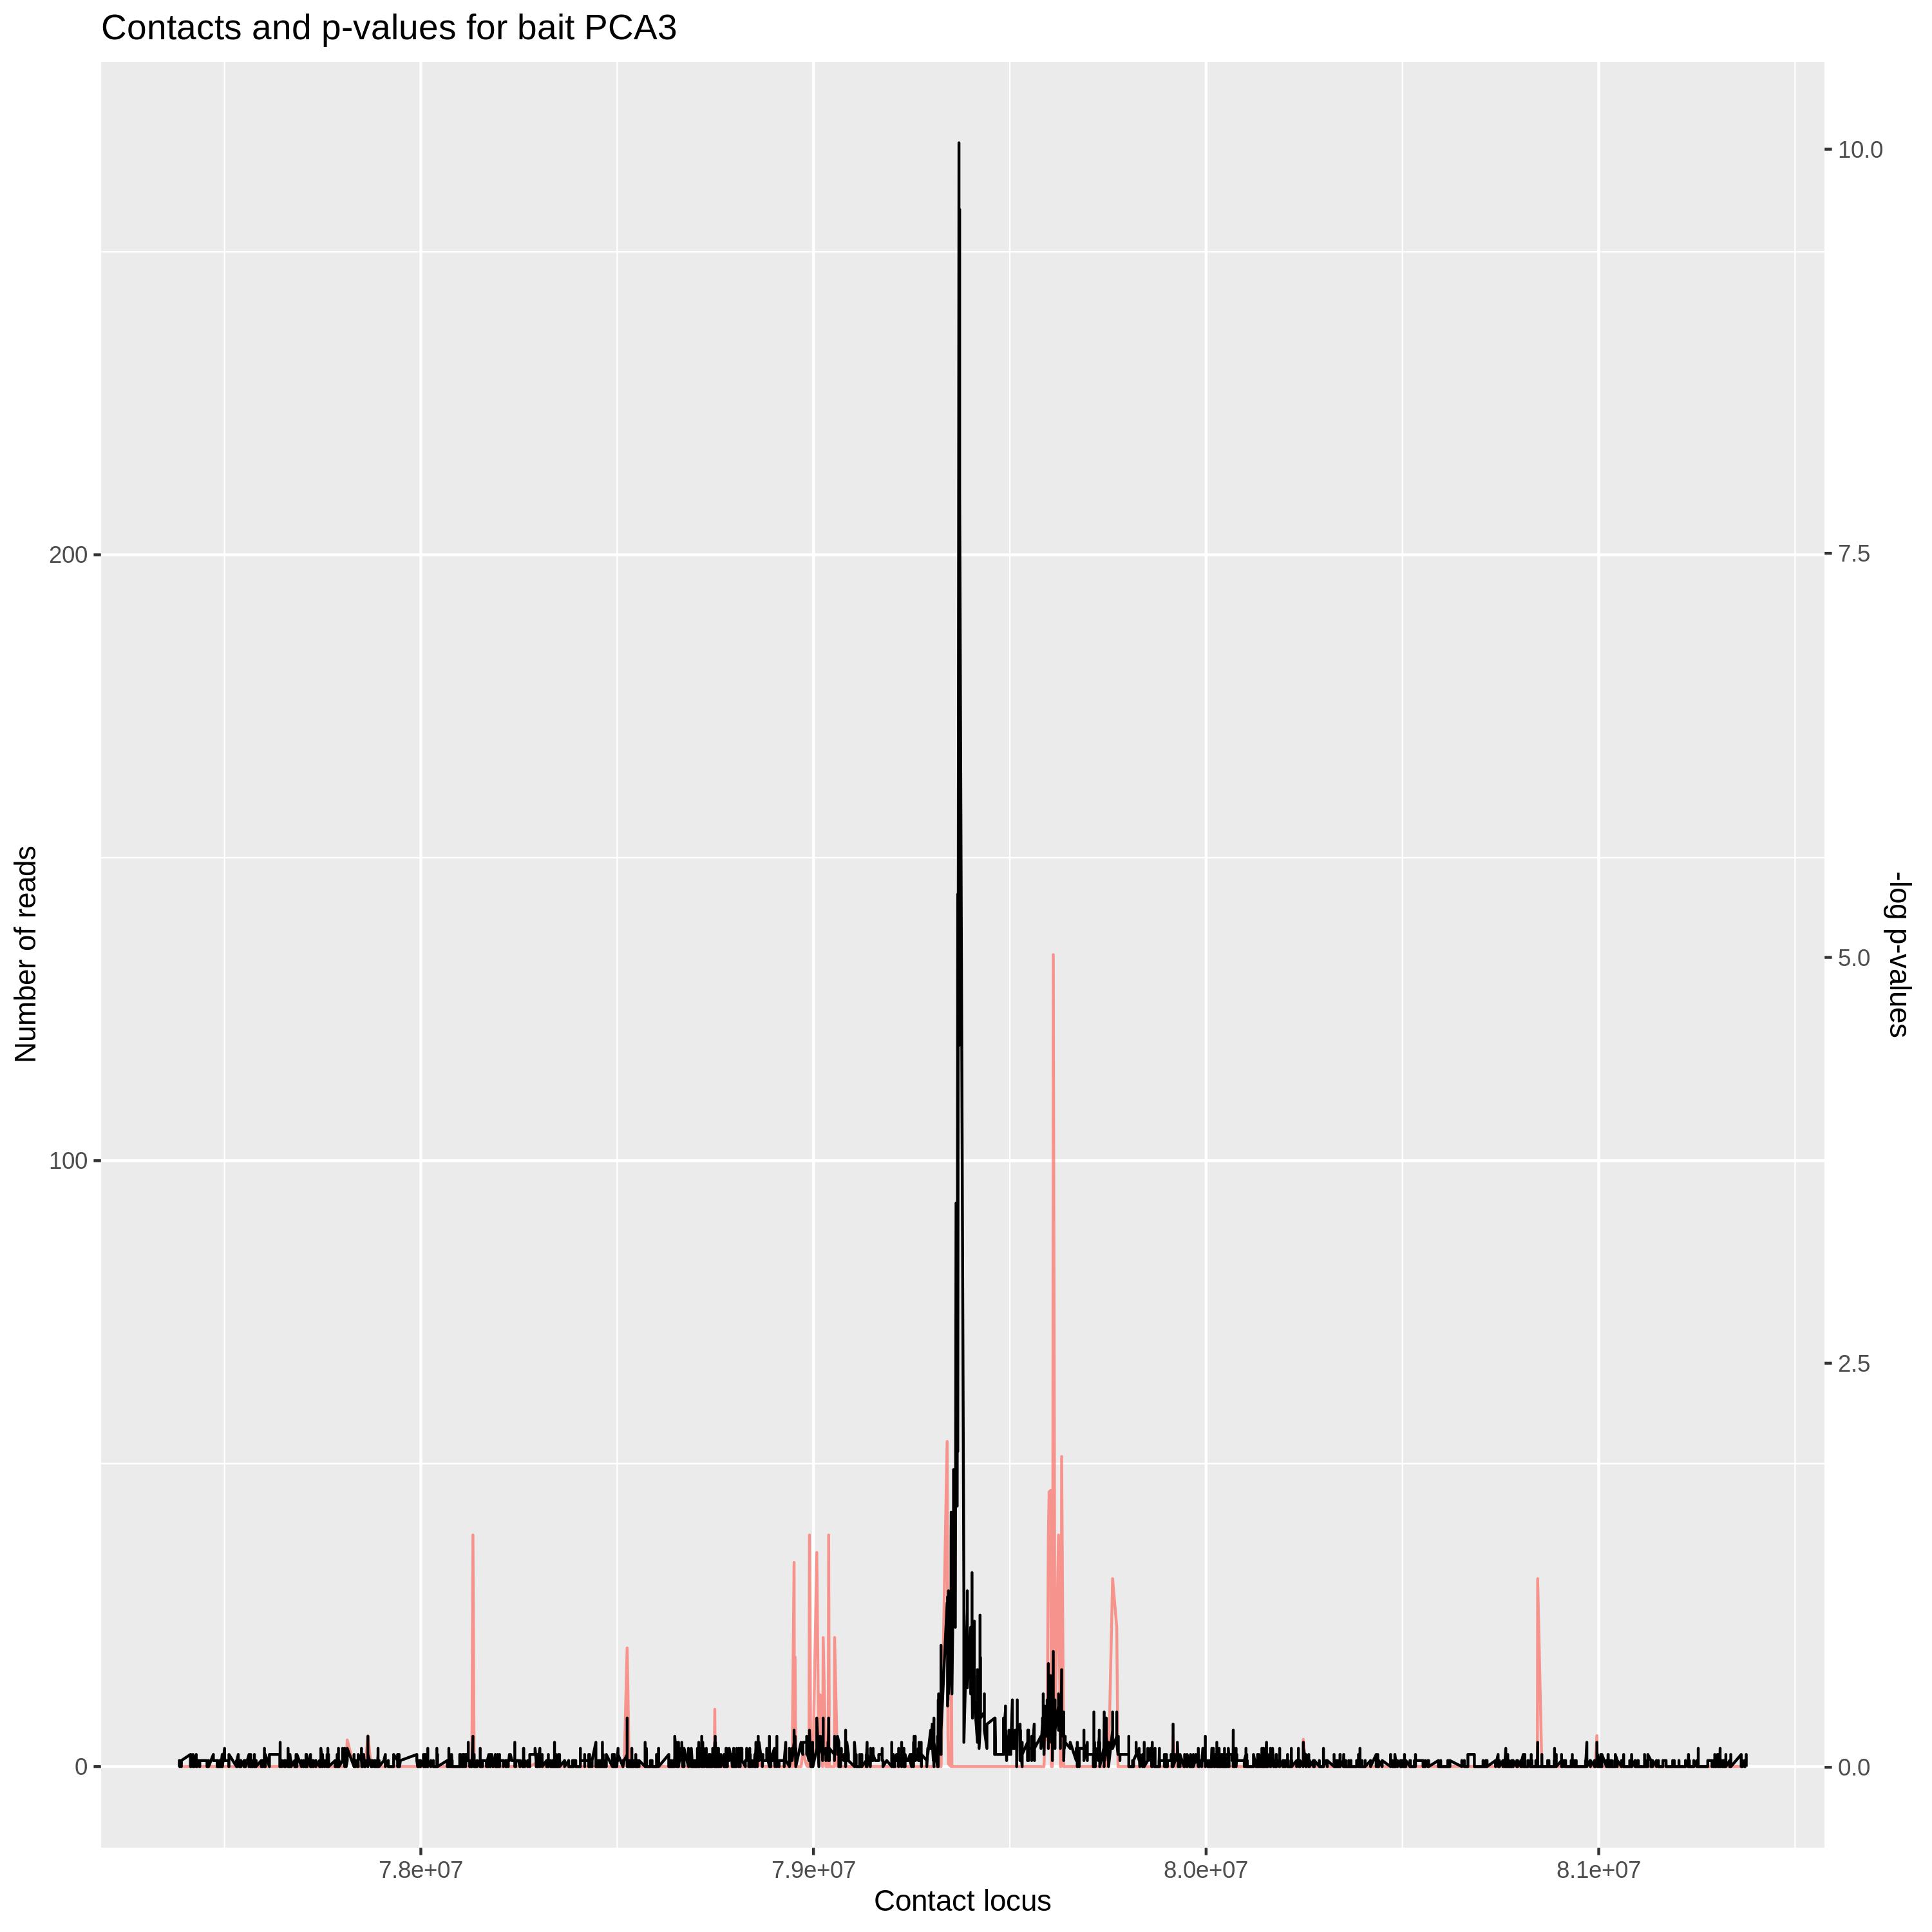 Contacts and p-values for bait PCA3
Number of reads
200
100
0
10.0
7.5
5.0
2.5
0.0
-log p-values
7.8e+07
7.9e+07
8.0e+07
8.1e+07
Contact locus